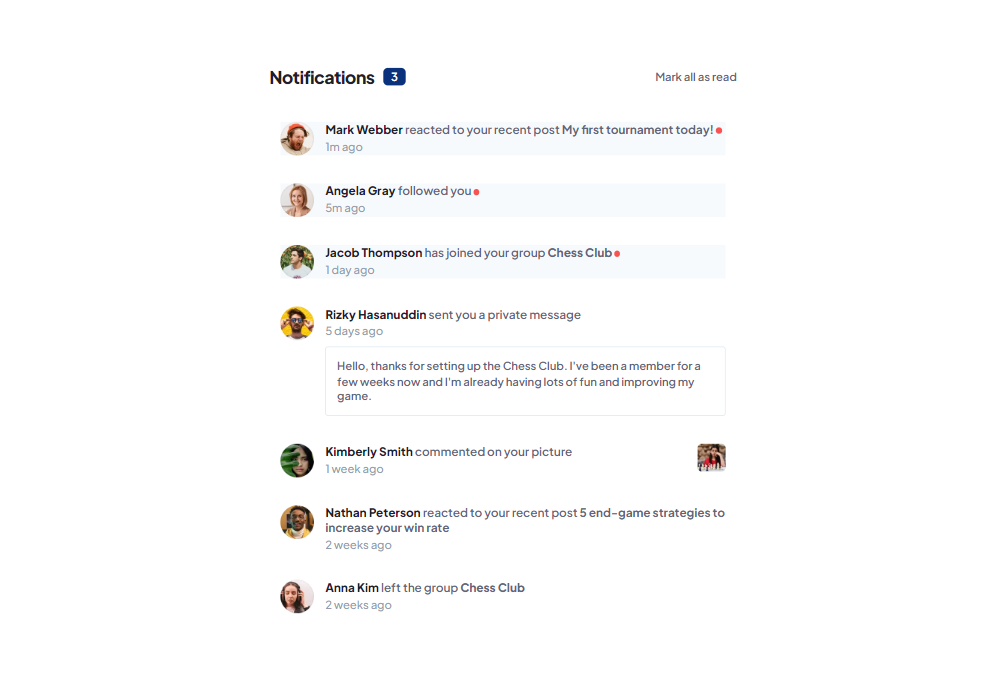 Notifications 3 Mark all as read
Mark Webber reacted to your recent post My first tournament today!
1m ago
Angela Gray followed you
5m ago
Jacob Thompson has joined your group Chess Club
1 day ago
Rizky Hasanuddin sent you a private message
5 days ago
Hello, thanks for setting up the Chess Club. I've been a member for a
few weeks now and I'm already having lots of fun and improving my
game.
Kimberly Smith commented on your picture
1 week ago
Nathan Peterson reacted to your recent post 5 end-game strategies to
increase your win rate
2 weeks ago
Anna Kim left the group Chess Club
2 weeks ago